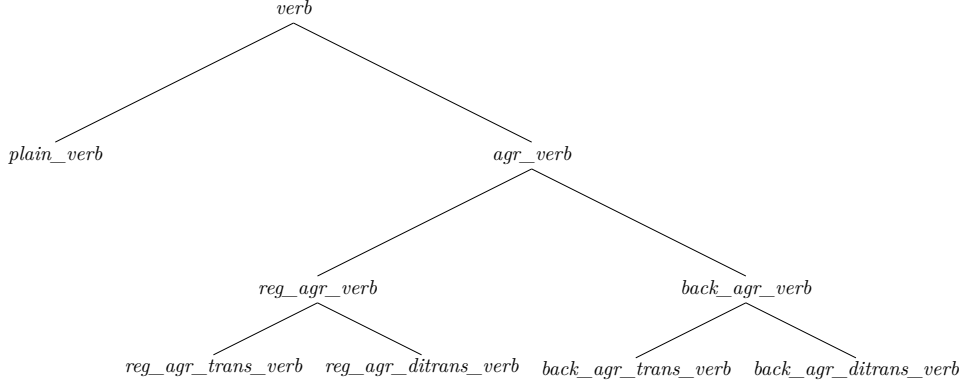 verb
plain_verb
agr_verb
reg_agr_verb
back_agr_verb
reg_agr_trans_verb
reg_agr_ditrans_verb
back_agr_trans_verb
back_agr_ditrans_verb